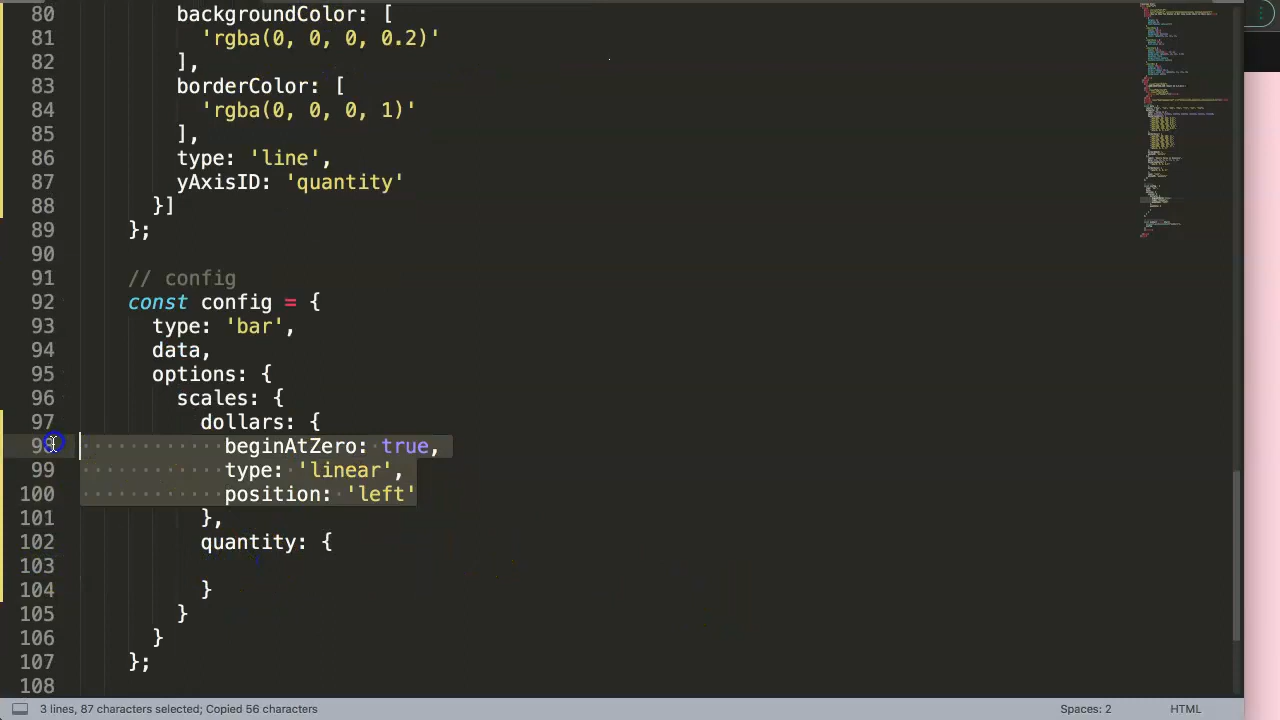 80 backgroundColor: [
81 'rgba(0, 0, 0, 0.2)'
82 ],
83 borderColor: [
84 'rgba(0, 0, 0, 1)'
85 ],
86 type: 'line',
87 yAxisID: 'quantity'
88 }]
89 };
90
91 // config
92 const config = {
93 type: 'bar',
94 data,
95 options: {
96 scales: {
97 dollars: {
98 beginAtZero: true,
99 type: 'linear',
100 position: 'left'
101 },
102 quantity: {
103
104 }
105 }
106 }
107 };
108
3 lines, 87 characters selected; Copied 56 characters Spaces: 2 HTML